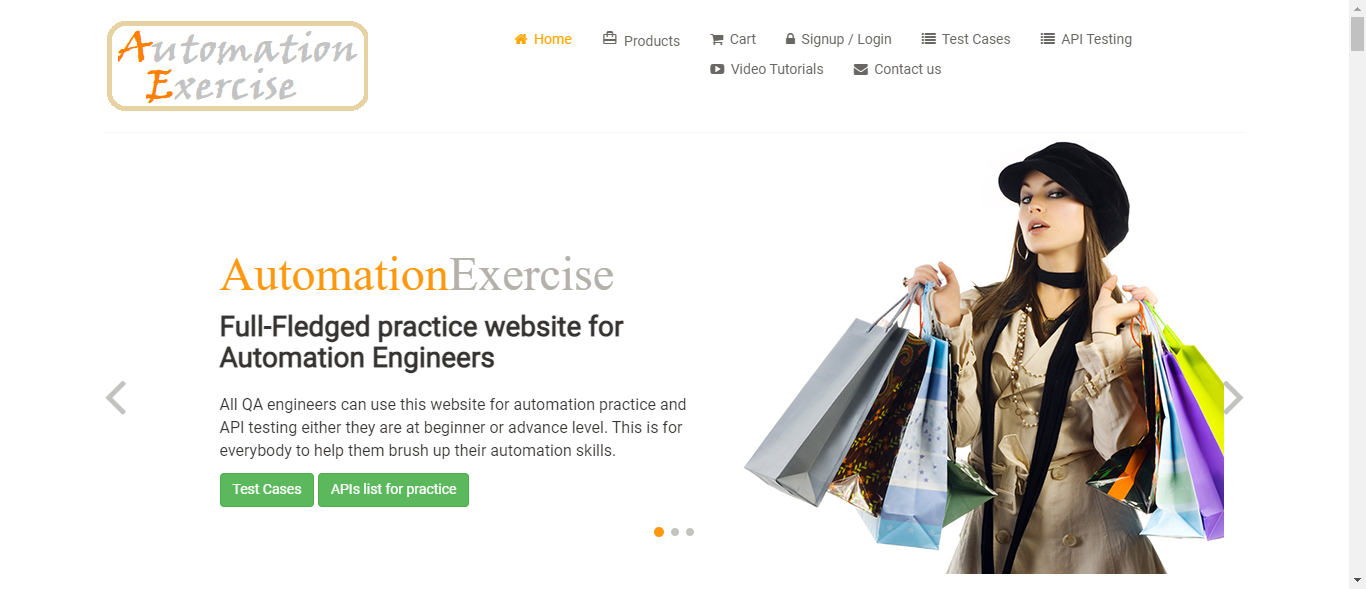 Automation
Exercise
Home Products Cart Signup / Login Test Cases API Testing
Video Tutorials Contact us
AutomationExercise
Full-Fledged practice website for
Automation Engineers
All QA engineers can use this website for automation practice and
API testing either they are at beginner or advance level. This is for
everybody to help them brush up their automation skills.
Test Cases APIs list for practice